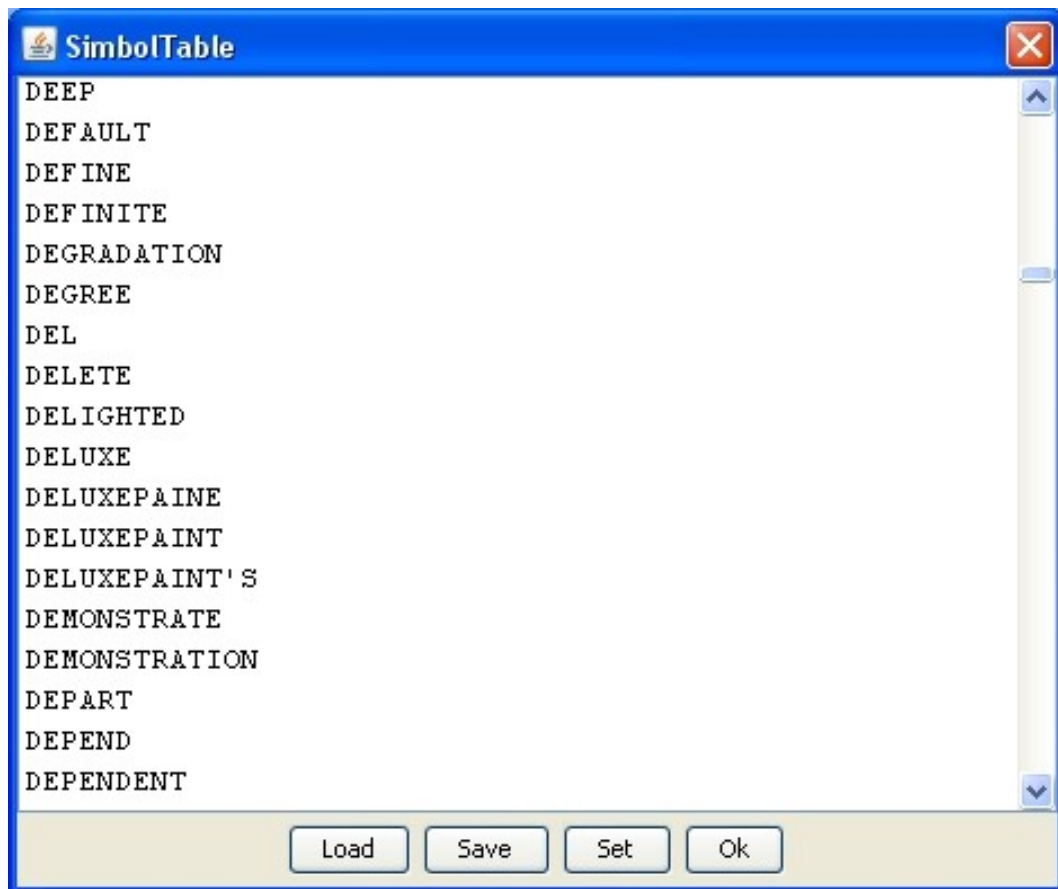 SimbolTable
DEEP
DEFAULT
DEFINE
DEFINITE
DEGRADATION
DEGREE
DEL
DELETE
DELIGHTED
DELUXE
DELUXEPAINE
DELUXEPAINT
DELUXEPAINT'S
DEMONSTRATE
DEMONSTRATION
DEPART
DEPEND
DEPENDENT
Load Save Set Ok